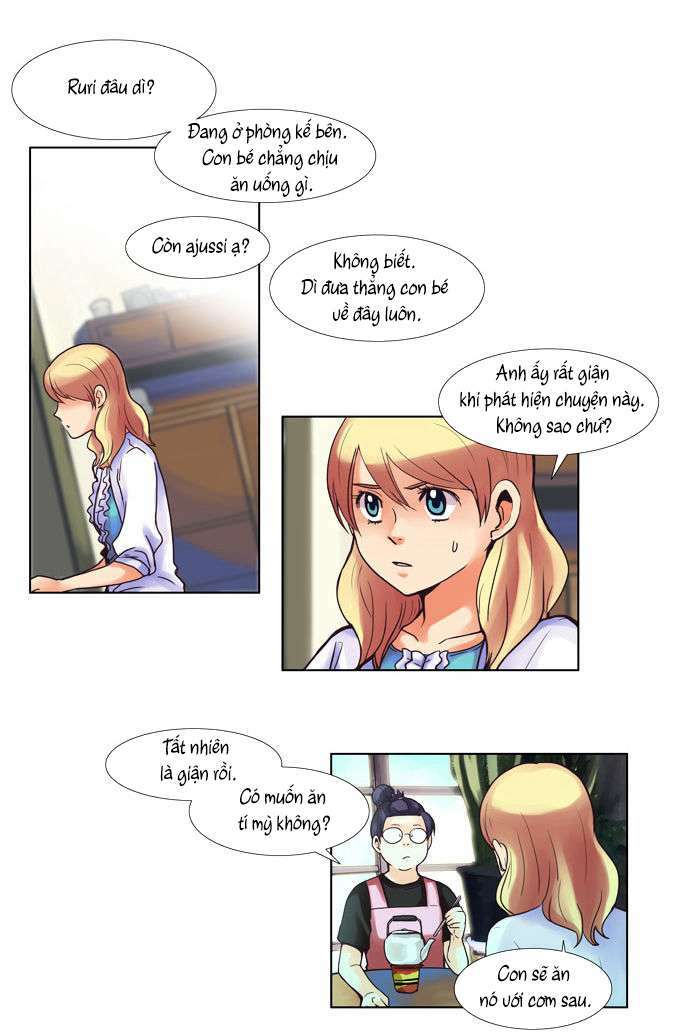 Ruri đâu dì?
Đang ở phòng kế bên.
Con bé chẳng chịu
ăn uống gì.
Còn ajussi ạ?
Không biết.
Dì đưa thẳng con bé
về đây luôn.
Anh ấy rất giận
khi phát hiện chuyện này.
Không sao chứ?
Tất nhiên
là giận rồi.
Có muốn ăn
tí mỳ không?
Con sẽ ăn
nó với cơm sau.